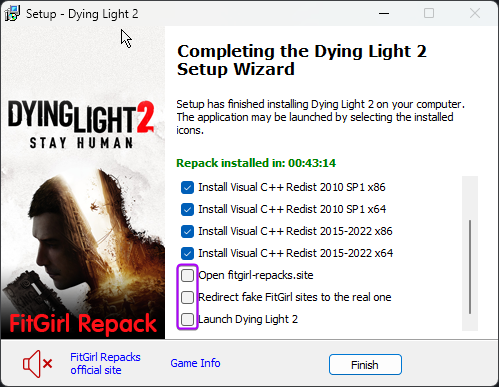 Setup - Dying Light 2
Completing the Dying Light 2
Setup Wizard
Setup has finished installing Dying Light 2 on your computer.
The application may be launched by selecting the installed
icons.
Repack installed in: 00:43:14
Install Visual C++ Redist 2010 SP1 x86
Install Visual C++ Redist 2010 SP1 x64
Install Visual C++ Redist 2015-2022 x86
Install Visual C++ Redist 2015-2022 x64
Open fitgirl-repacks.site
Redirect fake FitGirl sites to the real one
Launch Dying Light 2
DYING LIGHT 2
STAY HUMAN
FitGirl Repack
FitGirl Repacks
official site
Game Info
Finish